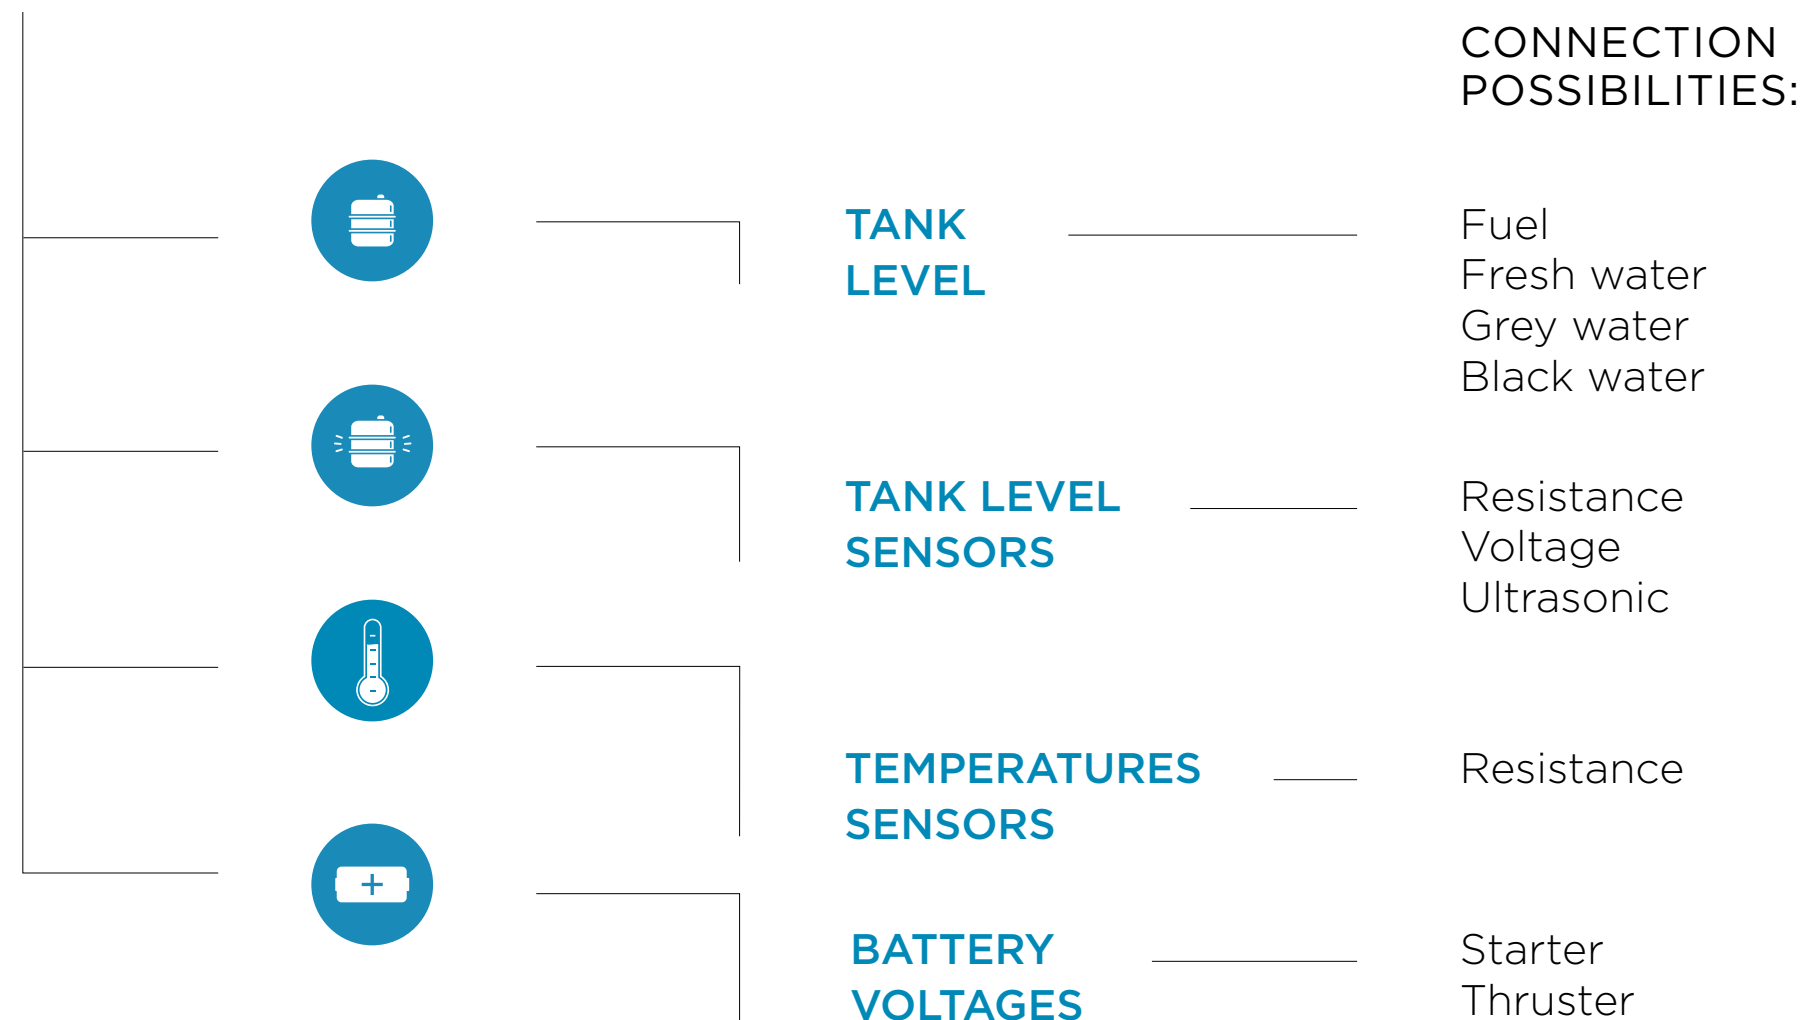 CONNECTION
POSSIBILITIES:
TANK
LEVEL
Fuel
Fresh water
Grey water
Black water
TANK LEVEL
SENSORS
Resistance
Voltage
Ultrasonic
TEMPERATURES
SENSORS
Resistance
BATTERY
VOLTAGES
Starter
Thruster